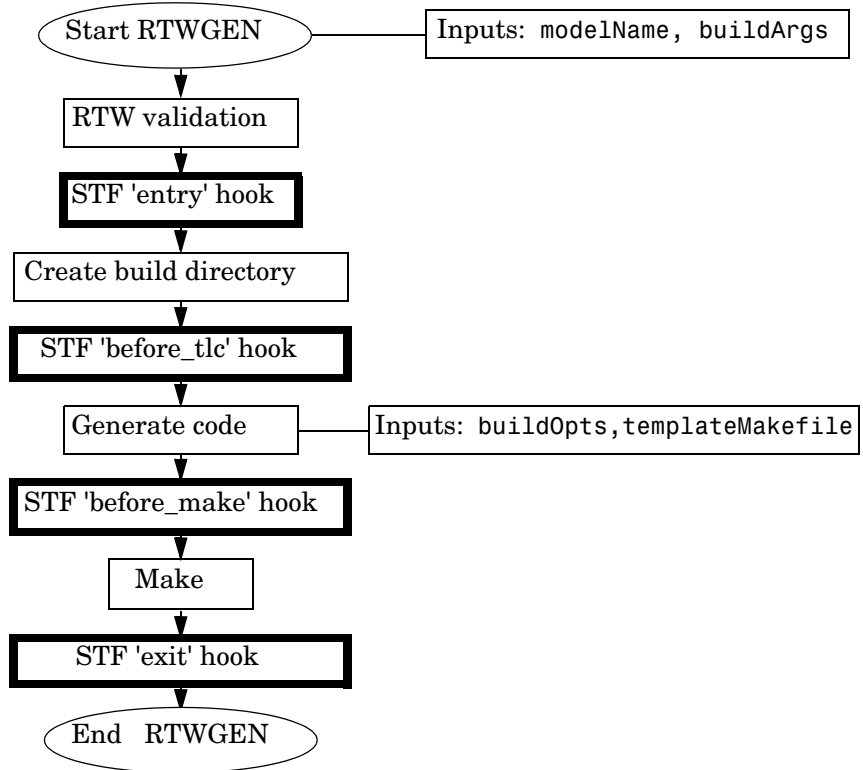 Start RTWGEN
Inputs: modelName, buildArgs
RTW validation
STF 'entry' hook
Create build directory
STF 'before_tlc' hook
Generate code
Inputs: buildOpts,templateMakefile
STF 'before_make' hook
Make
STF 'exit' hook
End RTWGEN